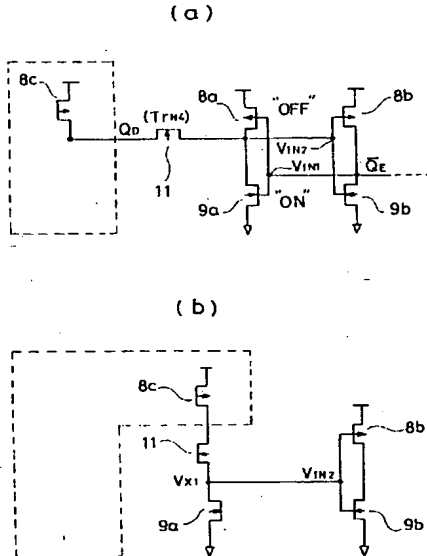 (a)
8c
QD
(TrN4)
11
8a
"OFF"
8b
VIN2
VIN1
"ON"
Q̅E
9a
9b
(b)
8c
11
VX1
9a
VIN2
8b
9b